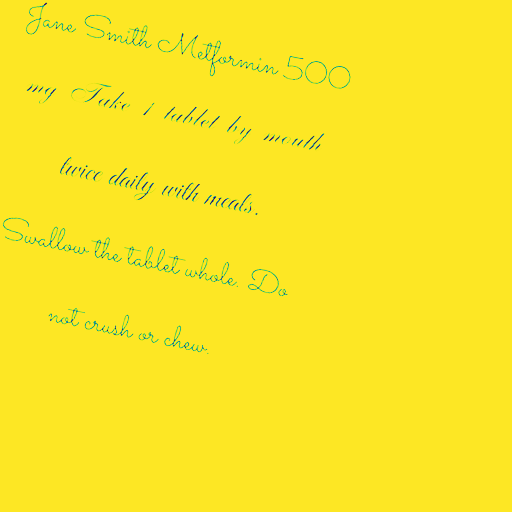 Jane Smith Metformin 500
mg Take 1 tablet by mouth
twice daily with meals.
Swallow the tablet whole. Do
not crush or chew.